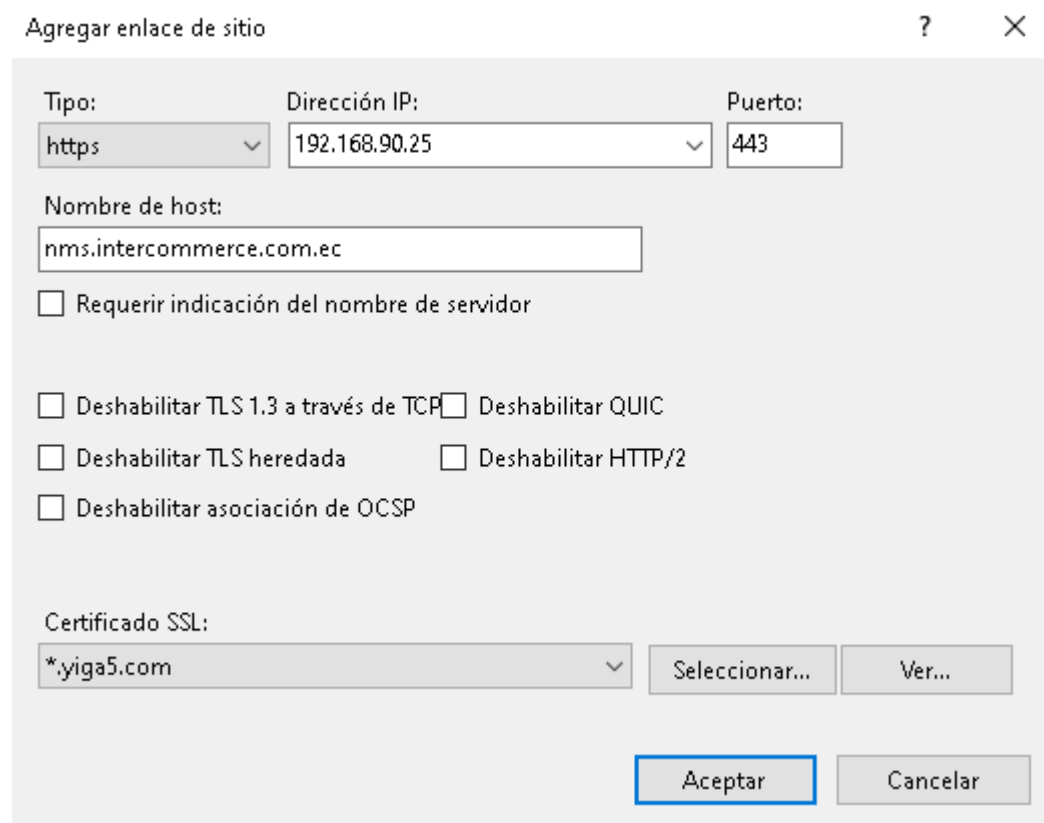 Agregar enlace de sitio ?
Tipo: Dirección IP: Puerto:
https 192.168.90.25 443
Nombre de host:
nms.intercommerce.com.ec
Requerir indicación del nombre de servidor
Deshabilitar TLS 1.3 a través de TCP Deshabilitar QUIC
Deshabilitar TLS heredada Deshabilitar HTTP/2
Deshabilitar asociación de OCSP
Certificado SSL:
*.yiga5.com Seleccionar... Ver...
Aceptar Cancelar